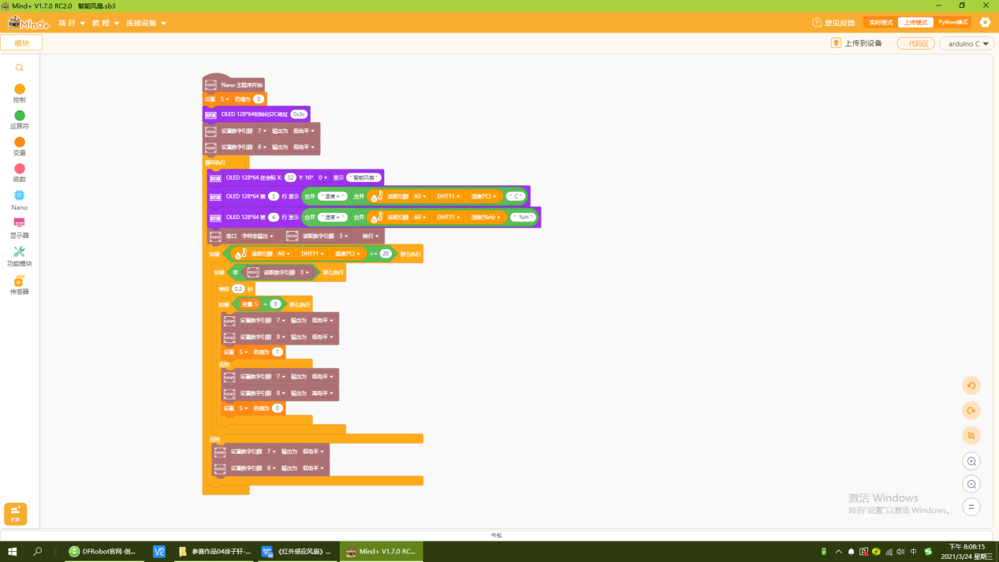 Mind+ V1.7.0 RC2.0 智能风扇.sb3
Mind+ 项目 教程 连接设备 意见反馈 实时模式 上传模式 Python模式
模块 上传到设备 代码区 arduino C
控制
运算符
变量
函数
Nano
显示器
功能模块
传感器
扩展
NANO Nano 主程序开始
设置 S 的值为 0
OLED 128*64初始化I2C地址 0x3c
NANO 设置数字引脚 7 输出为 低电平
NANO 设置数字引脚 8 输出为 低电平
循环执行
OLED 128*64 在坐标 X: 32 Y: 16* 0 显示 "智能风扇"
OLED 128*64 第 3 行 显示 合并 "温度 = " 合并 读取引脚 A0 DHT11 温度(℃) " .C "
OLED 128*64 第 4 行 显示 合并 "湿度 = " 合并 读取引脚 A0 DHT11 湿度(%rh) " %rh "
NANO 串口 字符串输出 NANO 读取数字引脚 3 换行
如果 读取引脚 A0 DHT11 温度(℃) >= 20 那么执行
如果 非 NANO 读取数字引脚 3 那么执行
等待 0.2 秒
如果 变量 S = 0 那么执行
NANO 设置数字引脚 7 输出为 低电平
NANO 设置数字引脚 8 输出为 低电平
设置 S 的值为 1
否则
NANO 设置数字引脚 7 输出为 低电平
NANO 设置数字引脚 8 输出为 高电平
设置 S 的值为 0
否则
NANO 设置数字引脚 7 输出为 低电平
NANO 设置数字引脚 8 输出为 低电平
激活 Windows
转到"设置"以激活 Windows。
书包
DFRobot官网-创... 参赛作品04徐子轩-... 《红外感应风扇》... Mind+ V1.7.0 RC... 中 下午 8:08:15
2021/3/24 星期三